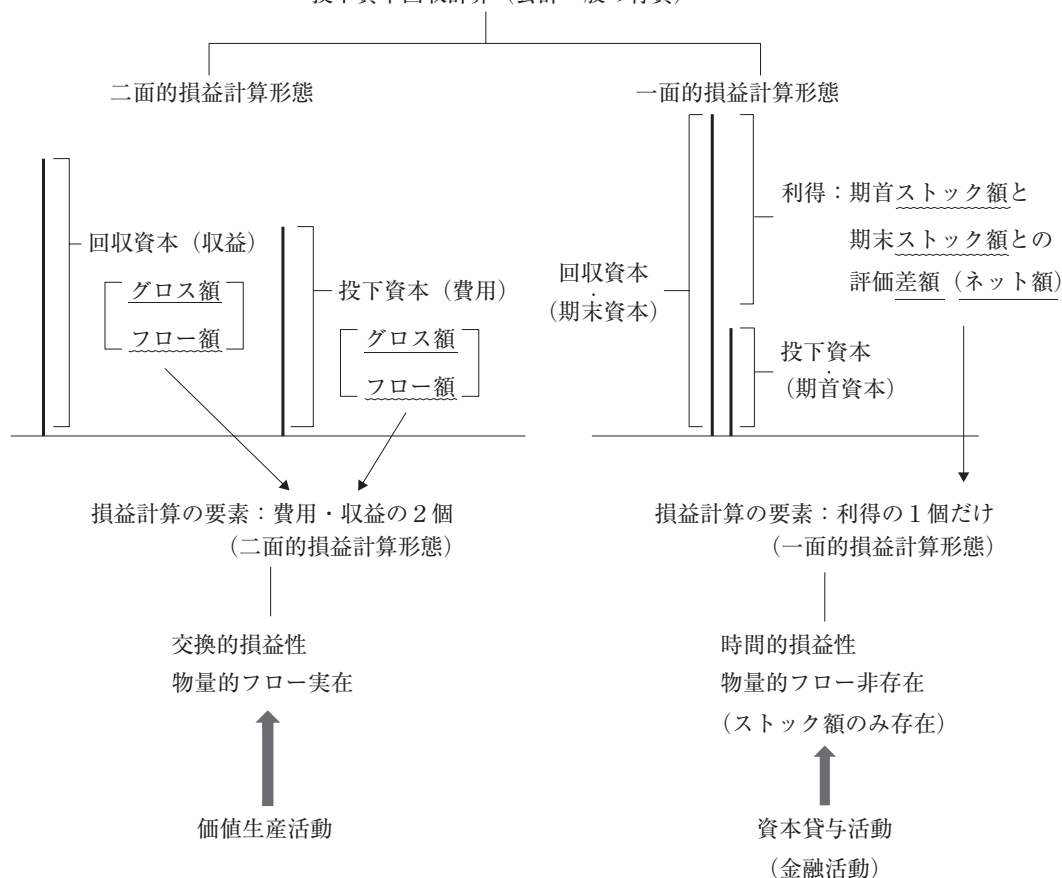 二面的損益計算形態
一面的損益計算形態
回収資本（収益）
グロス額
フロー額
投下資本（費用）
グロス額
フロー額
回収資本
（期末資本）
利得：期首ストック額と
期末ストック額との
評価差額（ネット額）
投下資本
（期首資本）
損益計算の要素：費用・収益の２個
（二面的損益計算形態）
損益計算の要素：利得の１個だけ
（一面的損益計算形態）
交換的損益性
物量的フロー実在
時間的損益性
物量的フロー非存在
（ストック額のみ存在）
価値生産活動
資本貸与活動
（金融活動）